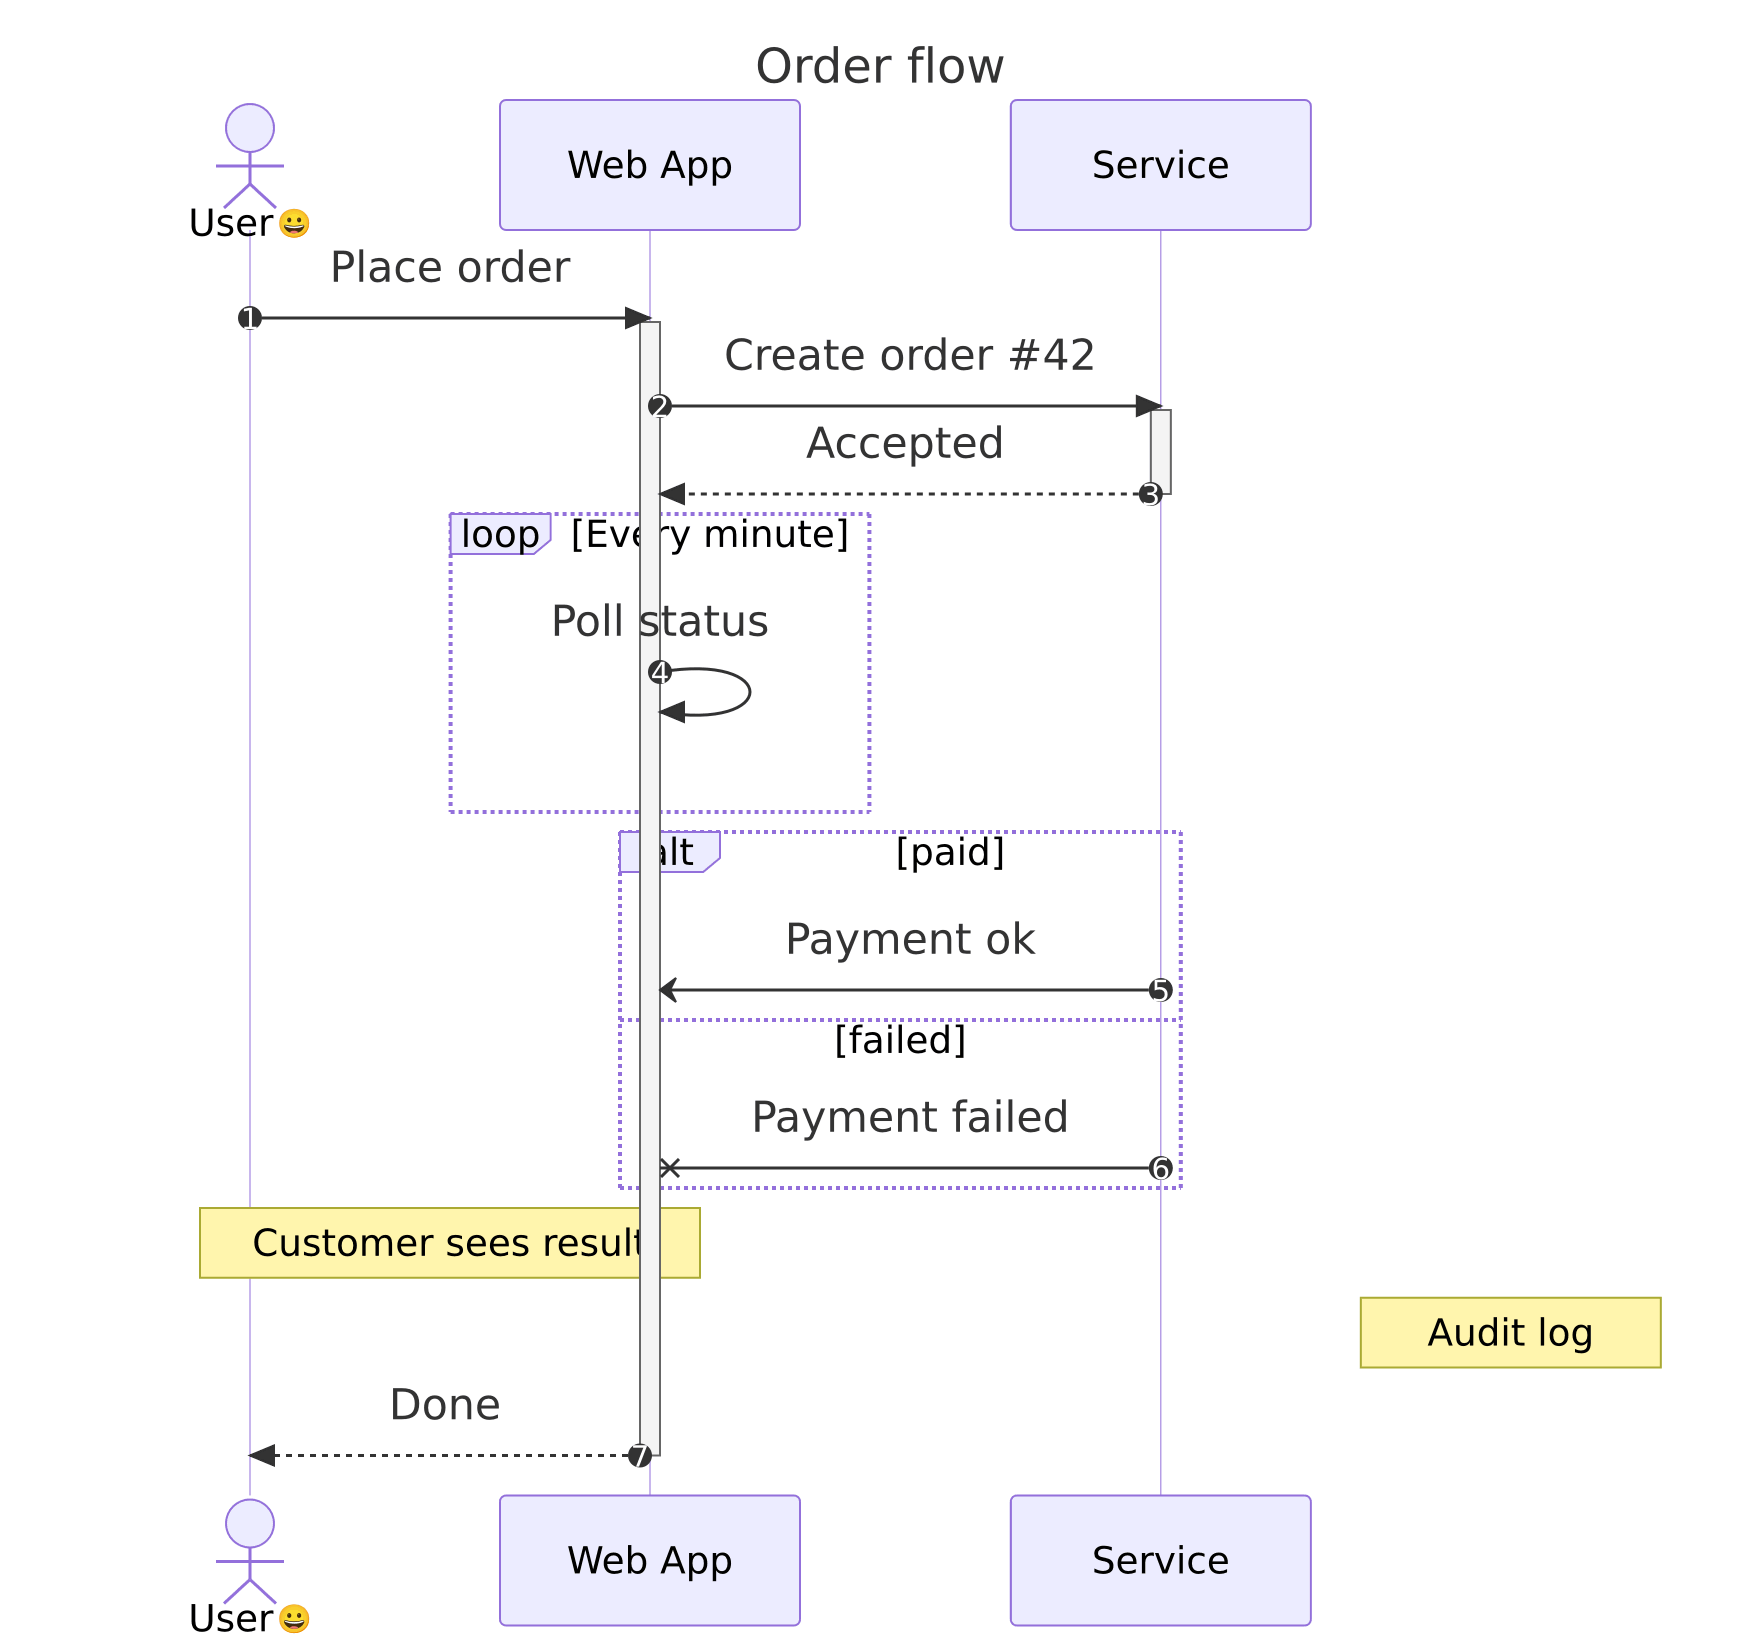 Order flow
User😀
Web App
Service
Place order
1
Create order #42
2
Accepted
3
loop [Every minute]
Poll status
4
alt [paid]
Payment ok
5
[failed]
Payment failed
6
Customer sees result
Audit log
Done
7
User😀
Web App
Service